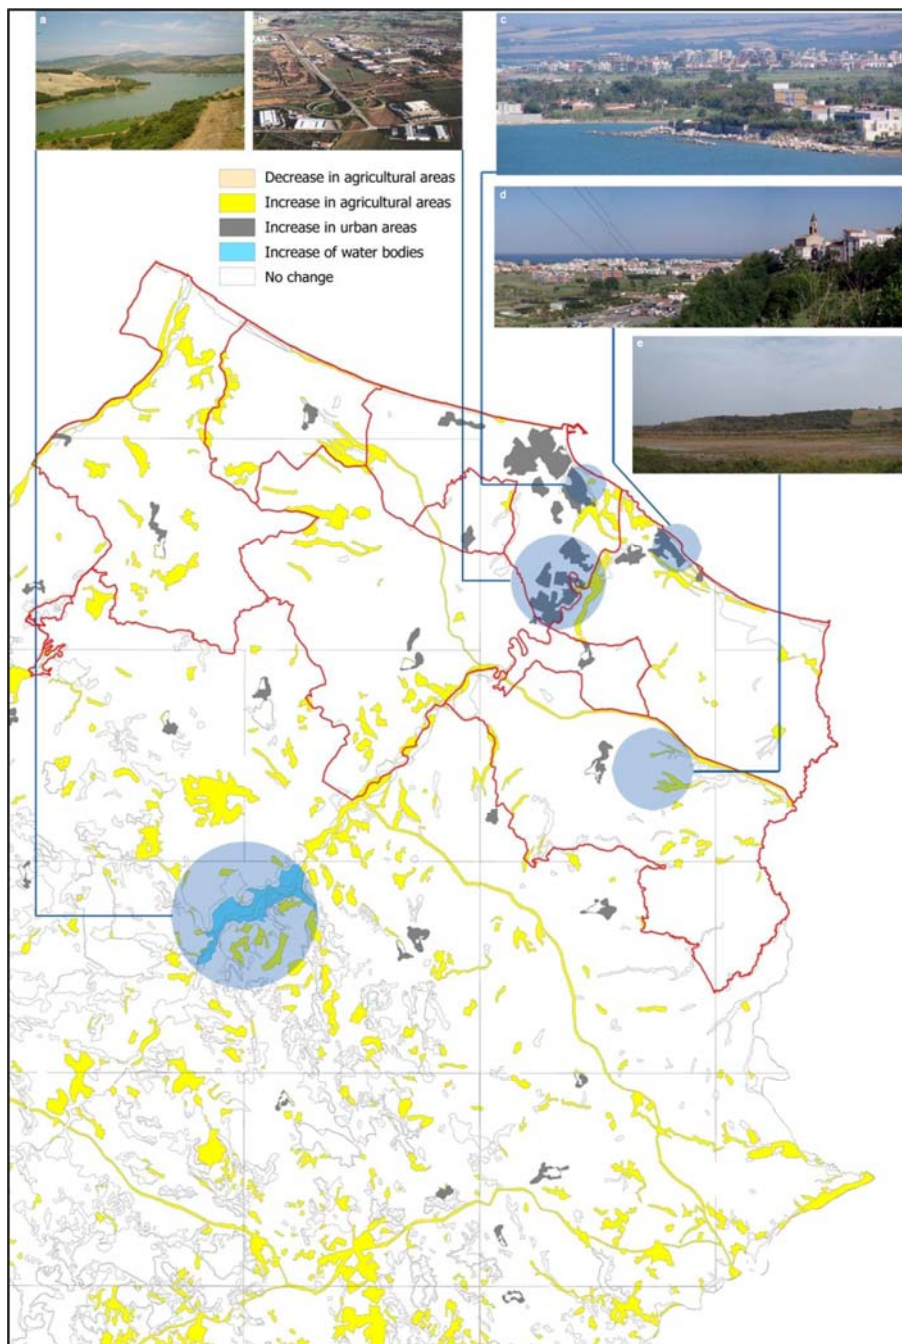 a
b
c
d
e
Decrease in agricultural areas
Increase in agricultural areas
Increase in urban areas
Increase of water bodies
No change